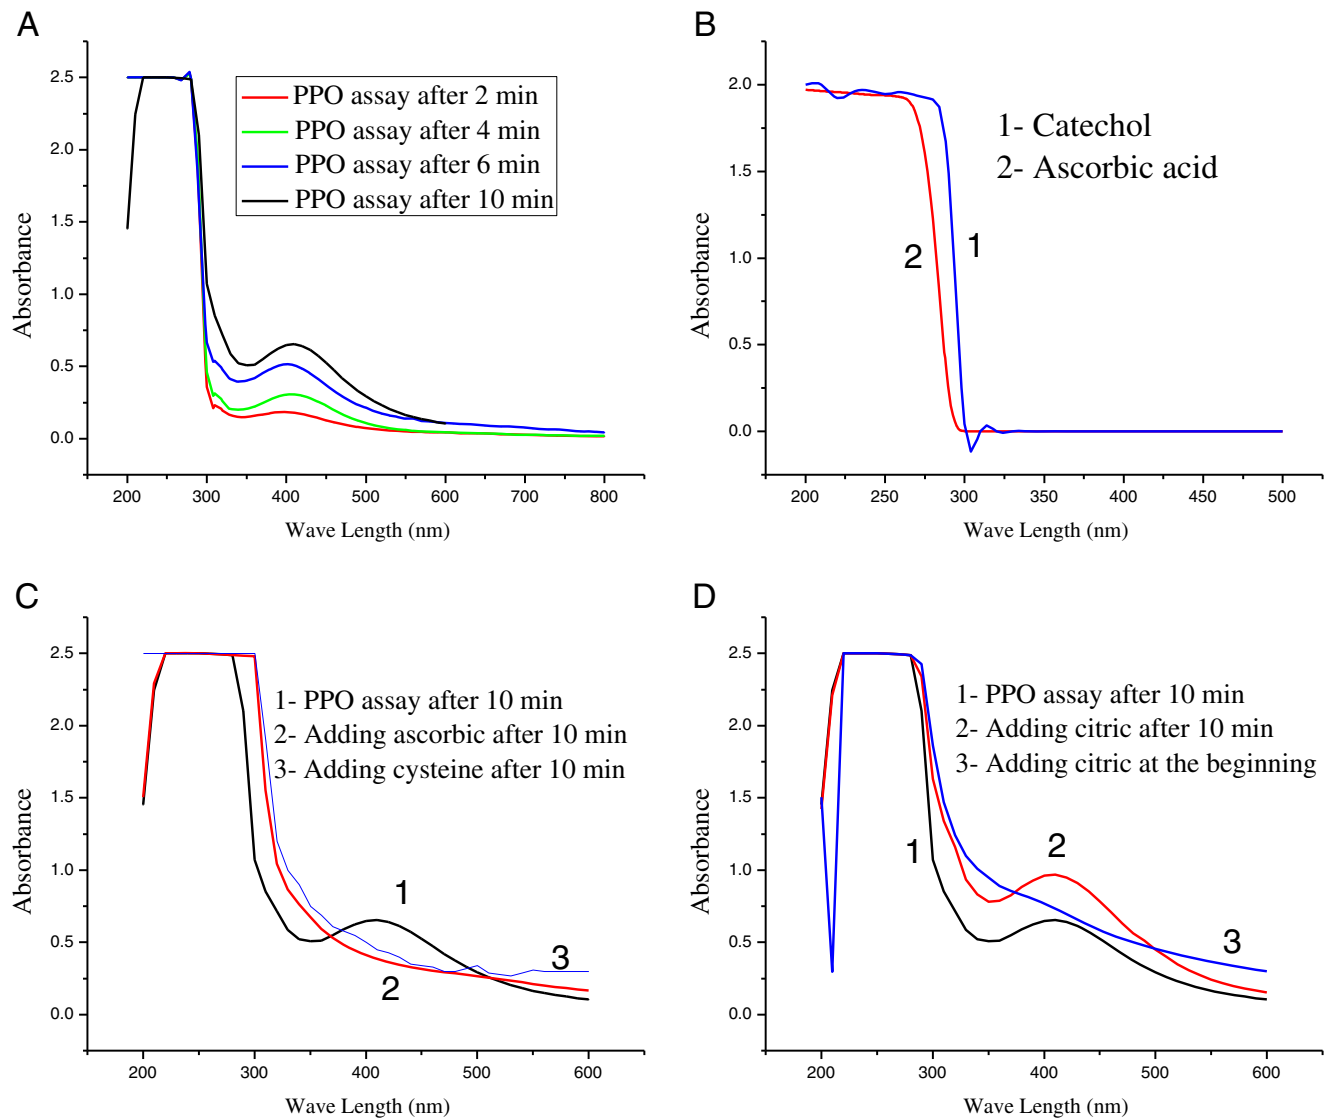 A
2.5
2.0
1.5
1.0
0.5
0.0
Absorbance
PPO assay after 2 min
PPO assay after 4 min
PPO assay after 6 min
PPO assay after 10 min
200 300 400 500 600 700 800
Wave Length (nm)
B
2.0
1.5
1.0
0.5
0.0
Absorbance
1- Catechol
2- Ascorbic acid
2 1
200 250 300 350 400 450 500
Wave Length (nm)
C
2.5
2.0
1.5
1.0
0.5
0.0
Absorbance
1- PPO assay after 10 min
2- Adding ascorbic after 10 min
3- Adding cysteine after 10 min
1
3
2
200 300 400 500 600
Wave Length (nm)
D
2.5
2.0
1.5
1.0
0.5
0.0
Absorbance
1- PPO assay after 10 min
2- Adding citric after 10 min
3- Adding citric at the beginning
1 2
3
200 300 400 500 600
Wave Length (nm)